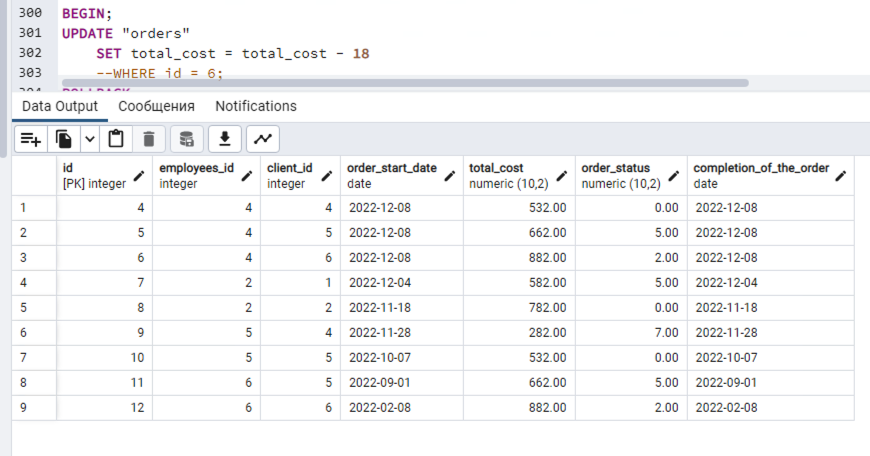 300 BEGIN;
301 UPDATE "orders"
302 SET total_cost = total_cost - 18
303 --WHERE id = 6;
304 ROLLBACK
Data Output Сообщения Notifications
id employees_id client_id order_start_date total_cost order_status completion_of_the_order
[PK] integer integer integer date numeric (10,2) numeric (10,2) date
1 4 4 4 2022-12-08 532.00 0.00 2022-12-08
2 5 4 5 2022-12-08 662.00 5.00 2022-12-08
3 6 4 6 2022-12-08 882.00 2.00 2022-12-08
4 7 2 1 2022-12-04 582.00 5.00 2022-12-04
5 8 2 2 2022-11-18 782.00 0.00 2022-11-18
6 9 5 4 2022-11-28 282.00 7.00 2022-11-28
7 10 5 5 2022-10-07 532.00 0.00 2022-10-07
8 11 6 5 2022-09-01 662.00 5.00 2022-09-01
9 12 6 6 2022-02-08 882.00 2.00 2022-02-08